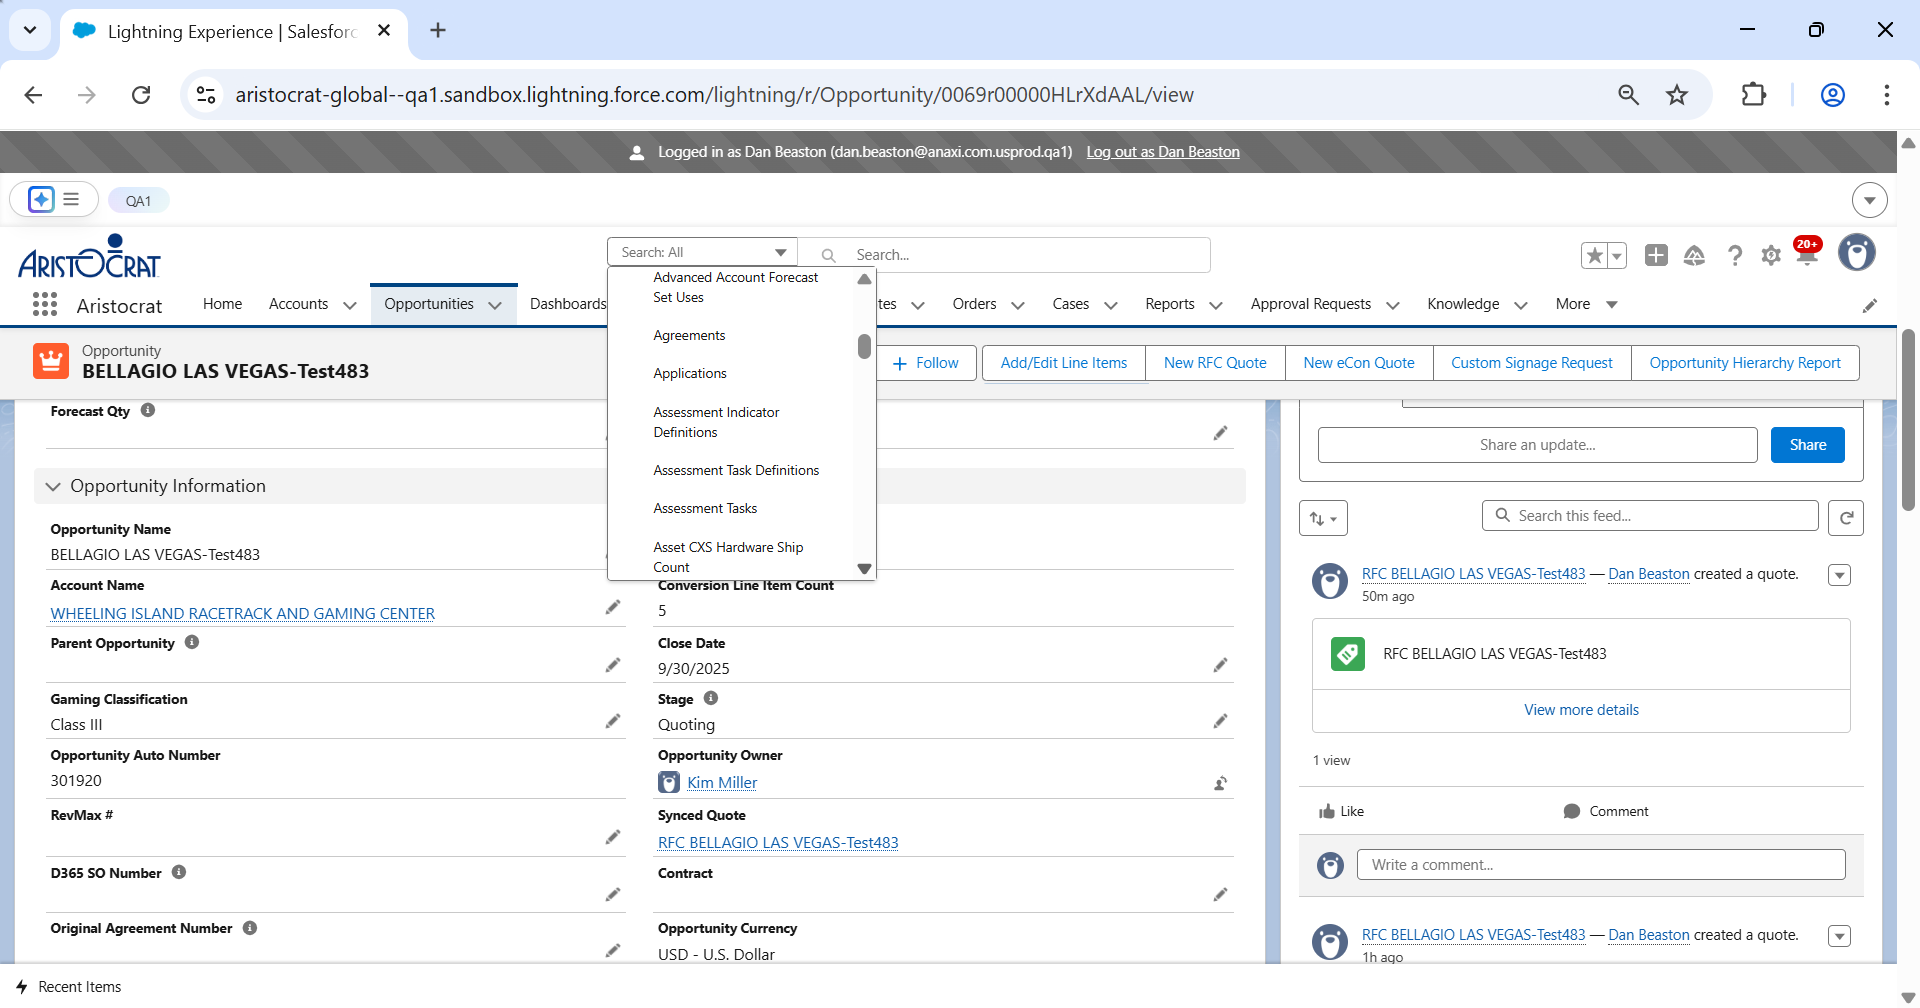 Lightning Experience | Salesforc
aristocrat-global--qa1.sandbox.lightning.force.com/lightning/r/Opportunity/0069r00000HLrXdAAL/view
Logged in as Dan Beaston (dan.beaston@anaxi.com.usprod.qa1) Log out as Dan Beaston
QA1
ARISTOCRAT
Search: All
Search...
20+
Aristocrat
Home
Accounts
Opportunities
Dashboards
tes
Orders
Cases
Reports
Approval Requests
Knowledge
More
Advanced Account Forecast
Set Uses
Agreements
Applications
Assessment Indicator
Definitions
Assessment Task Definitions
Assessment Tasks
Asset CXS Hardware Ship
Count
Opportunity
BELLAGIO LAS VEGAS-Test483
+ Follow
Add/Edit Line Items
New RFC Quote
New eCon Quote
Custom Signage Request
Opportunity Hierarchy Report
Forecast Qty
Opportunity Information
Opportunity Name
BELLAGIO LAS VEGAS-Test483
Account Name
WHEELING ISLAND RACETRACK AND GAMING CENTER
Conversion Line Item Count
5
Parent Opportunity
Close Date
9/30/2025
Gaming Classification
Class III
Stage
Quoting
Opportunity Auto Number
301920
Opportunity Owner
Kim Miller
RevMax #
Synced Quote
RFC BELLAGIO LAS VEGAS-Test483
D365 SO Number
Contract
Original Agreement Number
Opportunity Currency
USD - U.S. Dollar
Share an update...
Share
Search this feed...
RFC BELLAGIO LAS VEGAS-Test483 — Dan Beaston created a quote.
50m ago
RFC BELLAGIO LAS VEGAS-Test483
View more details
1 view
Like
Comment
Write a comment...
RFC BELLAGIO LAS VEGAS-Test483 — Dan Beaston created a quote.
1h ago
Recent Items